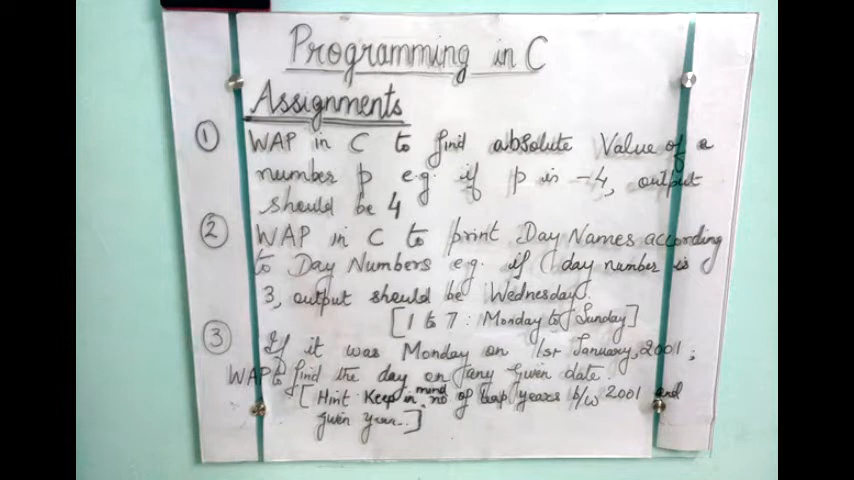 Programming in C
Assignments
① WAP in C to find absolute Value of a
number p e.g. if p is -4, output
should be 4
② WAP in C to print Day Names according
to Day Numbers e.g. if day number is
3, output should be Wednesday.
[1 to 7: Monday to Sunday]
③ If it was Monday on 1st January, 2001;
WAP to find the day on any given date.
[Hint Keep in mind no of leap years b/w 2001 and
given year...]